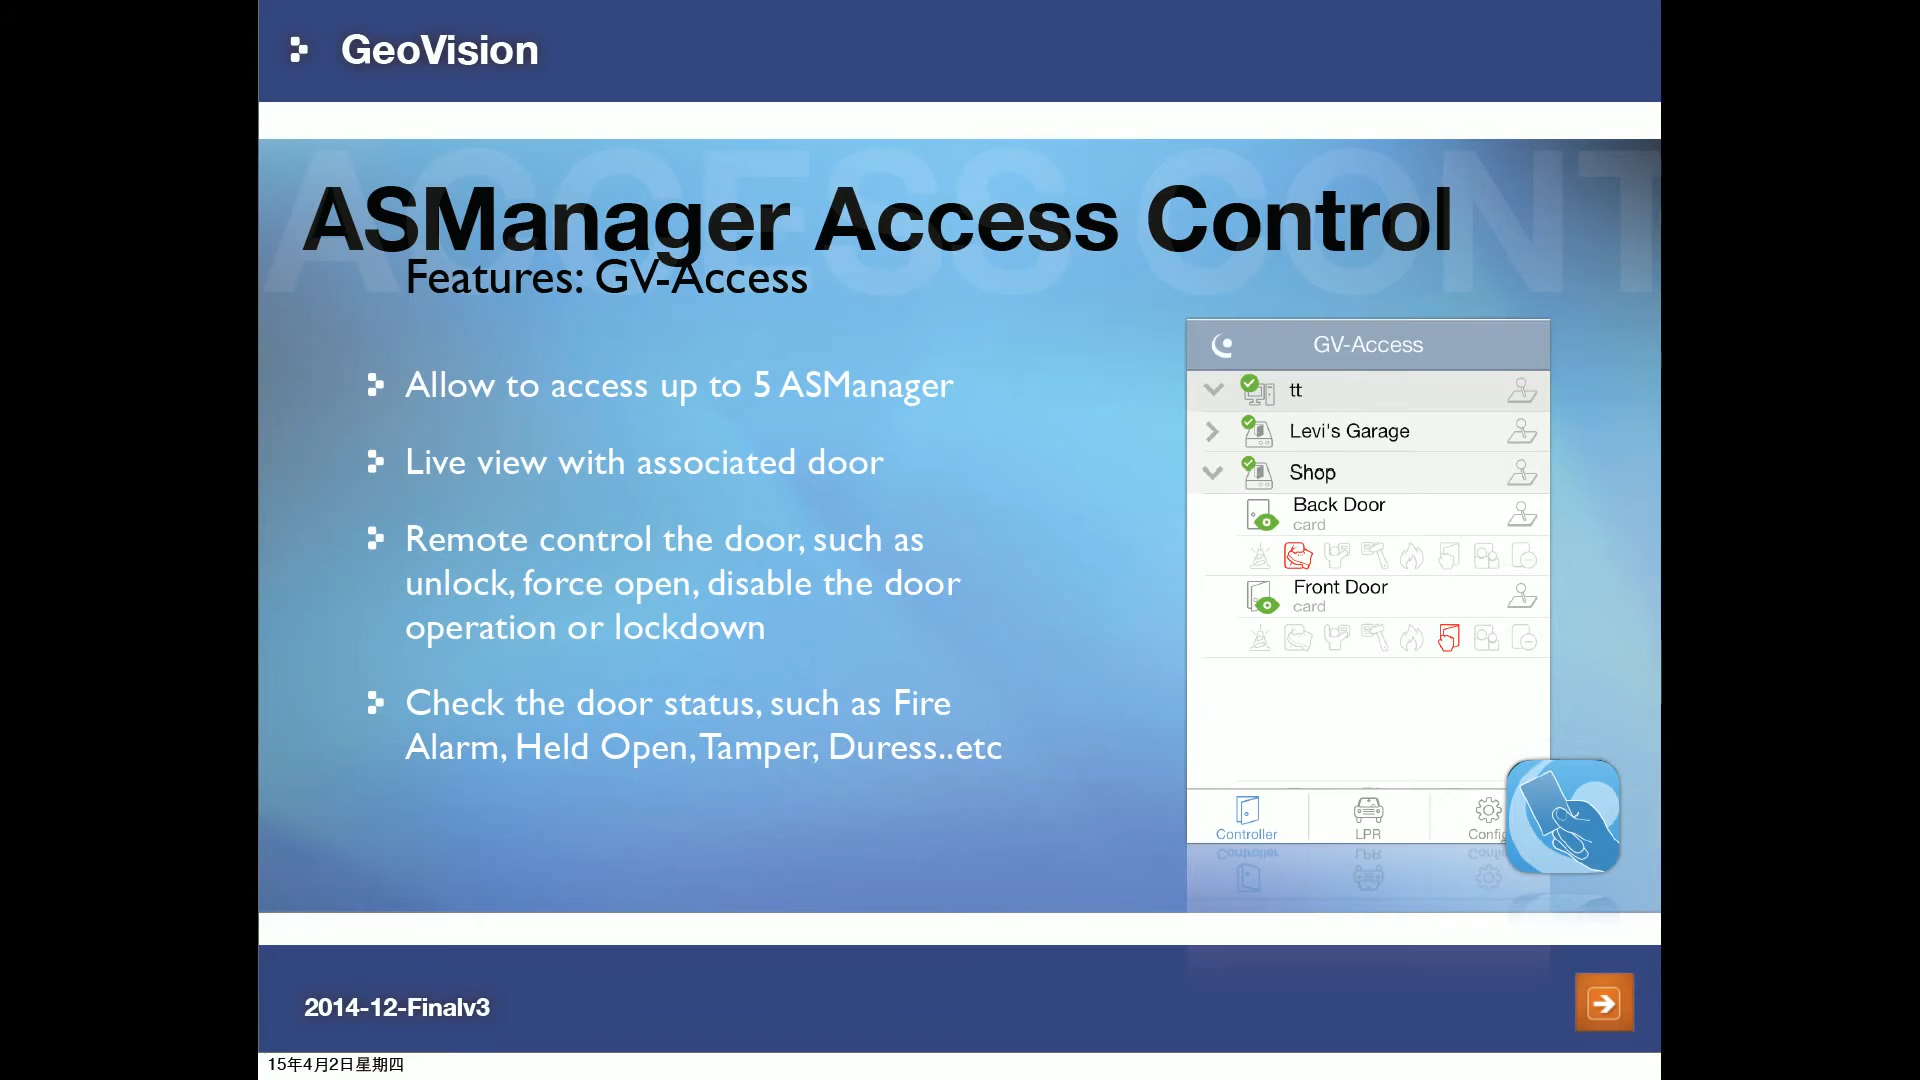 GeoVision
ACCESS CONT
ASManager Access Control
Features: GV-Access
Allow to access up to 5 ASManager
Live view with associated door
Remote control the door, such as
unlock, force open, disable the door
operation or lockdown
Check the door status, such as Fire
Alarm, Held Open, Tamper, Duress..etc
GV-Access
tt
Levi's Garage
Shop
Back Door
card
Front Door
card
Controller
LPR
Config
2014-12-Finalv3
15年4月2日星期四